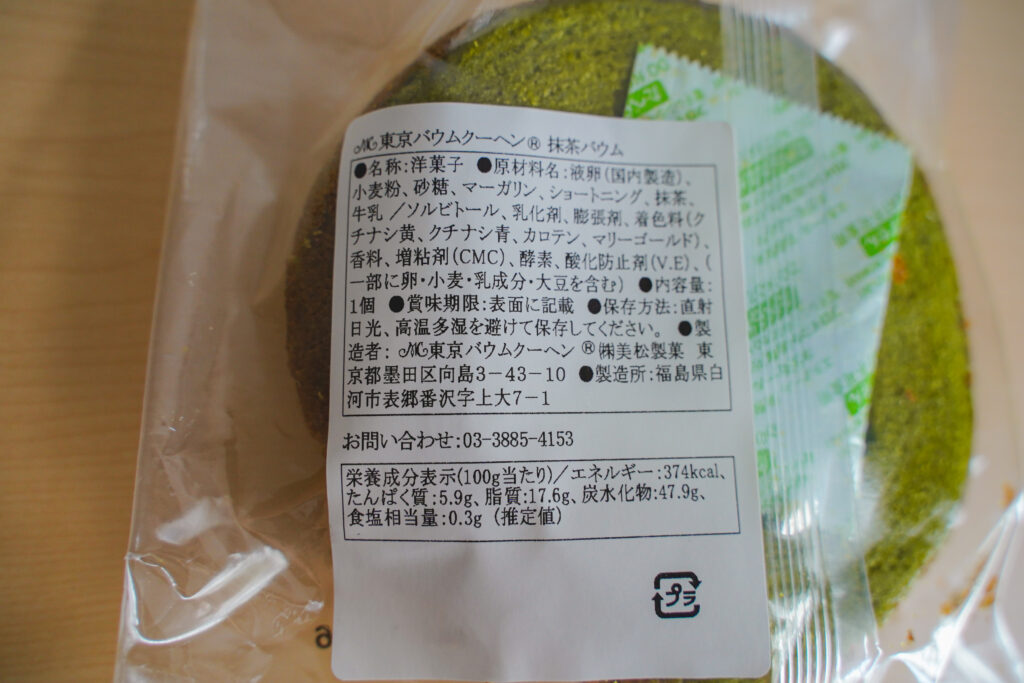 東京バウムクーヘン® 抹茶バウム
●名称:洋菓子 ●原材料名:液卵(国内製造)、
小麦粉、砂糖、マーガリン、ショートニング、抹茶、
牛乳／ソルビトール、乳化剤、膨張剤、着色料(ク
チナシ黄、クチナシ青、カロテン、マリーゴールド)、
香料、増粘剤(CMC)、酵素、酸化防止剤(V.E)、(
一部に卵・小麦・乳成分・大豆を含む) ●内容量:
1個 ●賞味期限:表面に記載 ●保存方法:直射
日光、高温多湿を避けて保存してください。 ●製
造者: 東京バウムクーヘン®㈱美松製菓 東
京都墨田区向島3-43-10 ●製造所:福島県白
河市表郷番沢字上大7-1
お問い合わせ:03-3885-4153
栄養成分表示(100g当たり)／エネルギー:374kcal、
たんぱく質:5.9g、脂質:17.6g、炭水化物:47.9g、
食塩相当量:0.3g (推定値)
プラ